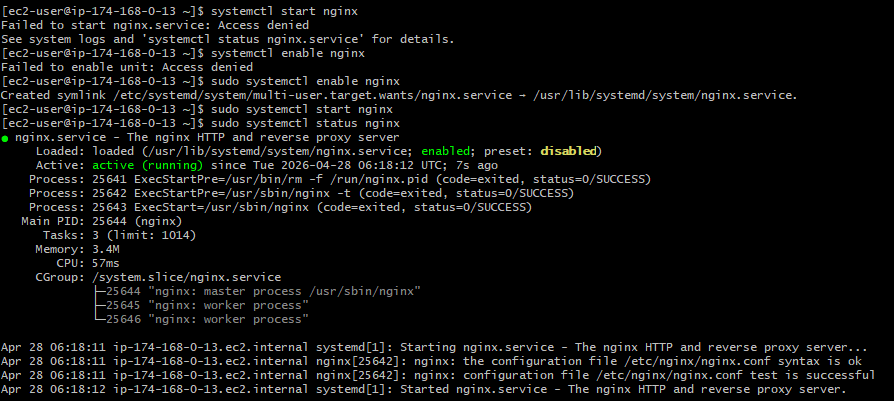 [ec2-user@ip-174-168-0-13 ~]$ systemctl start nginx
Failed to start nginx.service: Access denied
See system logs and 'systemctl status nginx.service' for details.
[ec2-user@ip-174-168-0-13 ~]$ systemctl enable nginx
Failed to enable unit: Access denied
[ec2-user@ip-174-168-0-13 ~]$ sudo systemctl enable nginx
Created symlink /etc/systemd/system/multi-user.target.wants/nginx.service → /usr/lib/systemd/system/nginx.service.
[ec2-user@ip-174-168-0-13 ~]$ sudo systemctl start nginx
[ec2-user@ip-174-168-0-13 ~]$ sudo systemctl status nginx
● nginx.service - The nginx HTTP and reverse proxy server
     Loaded: loaded (/usr/lib/systemd/system/nginx.service; enabled; preset: disabled)
     Active: active (running) since Tue 2026-04-28 06:18:12 UTC; 7s ago
    Process: 25641 ExecStartPre=/usr/bin/rm -f /run/nginx.pid (code=exited, status=0/SUCCESS)
    Process: 25642 ExecStartPre=/usr/sbin/nginx -t (code=exited, status=0/SUCCESS)
    Process: 25643 ExecStart=/usr/sbin/nginx (code=exited, status=0/SUCCESS)
   Main PID: 25644 (nginx)
      Tasks: 3 (limit: 1014)
     Memory: 3.4M
        CPU: 57ms
     CGroup: /system.slice/nginx.service
             ├─25644 "nginx: master process /usr/sbin/nginx"
             ├─25645 "nginx: worker process"
             └─25646 "nginx: worker process"

Apr 28 06:18:11 ip-174-168-0-13.ec2.internal systemd[1]: Starting nginx.service - The nginx HTTP and reverse proxy server...
Apr 28 06:18:11 ip-174-168-0-13.ec2.internal nginx[25642]: nginx: the configuration file /etc/nginx/nginx.conf syntax is ok
Apr 28 06:18:11 ip-174-168-0-13.ec2.internal nginx[25642]: nginx: configuration file /etc/nginx/nginx.conf test is successful
Apr 28 06:18:12 ip-174-168-0-13.ec2.internal systemd[1]: Started nginx.service - The nginx HTTP and reverse proxy server.